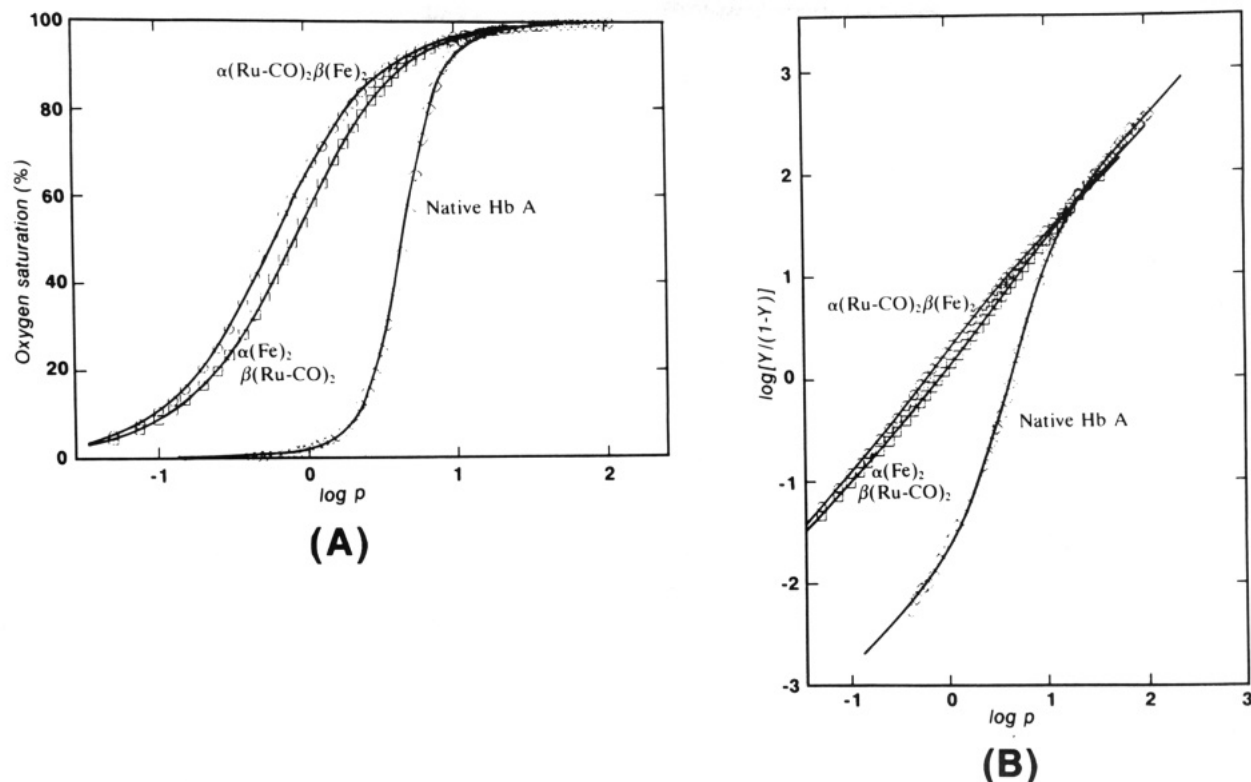 100
80
60
40
20
0
Oxygen saturation (%)
α(Ru-CO)₂β(Fe)₂
Native Hb A
α(Fe)₂
β(Ru-CO)₂
-1
0
1
2
log p
(A)
3
2
1
0
-1
-2
-3
log[Y/(1-Y)]
α(Ru-CO)₂β(Fe)₂
Native Hb A
α(Fe)₂
β(Ru-CO)₂
-1
0
1
2
3
log p
(B)